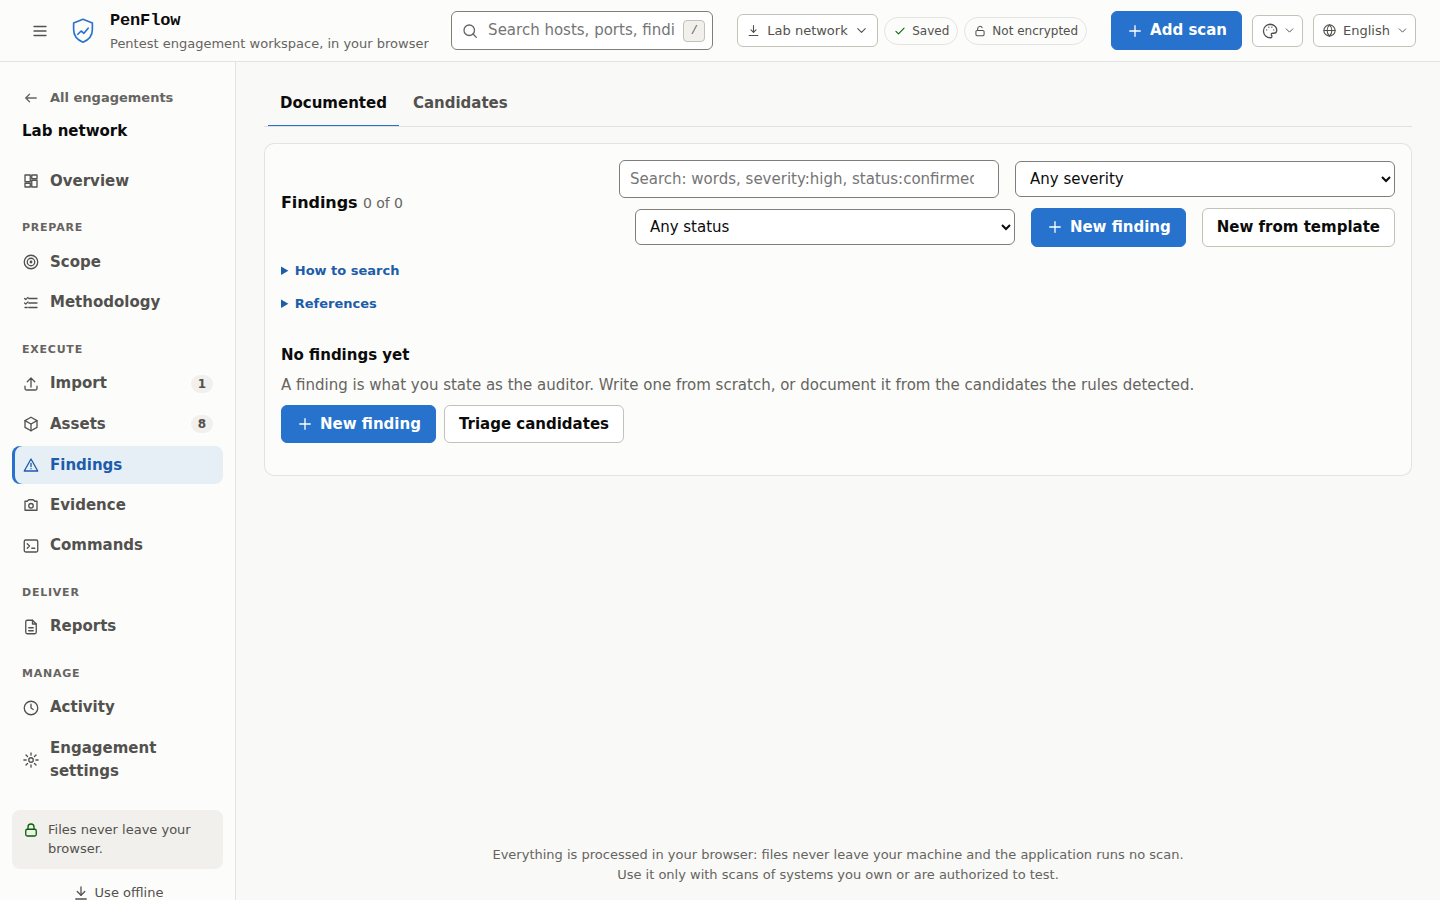 PenFlow
Pentest engagement workspace, in your browser
Search hosts, ports, findi
/
Lab network
Saved
Not encrypted
Add scan
English
All engagements
Lab network
Overview
PREPARE
Scope
Methodology
EXECUTE
Import 1
Assets 8
Findings
Evidence
Commands
DELIVER
Reports
MANAGE
Activity
Engagement
settings
Files never leave your
browser.
Use offline
Documented
Candidates
Findings 0 of 0
Search: words, severity:high, status:confirmed
Any severity
Any status
New finding
New from template
How to search
References
No findings yet
A finding is what you state as the auditor. Write one from scratch, or document it from the candidates the rules detected.
New finding
Triage candidates
Everything is processed in your browser: files never leave your machine and the application runs no scan.
Use it only with scans of systems you own or are authorized to test.